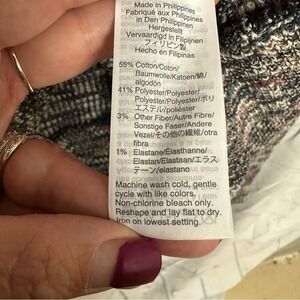 Made in Philippines
Fabriqué aux Philippines
in Den Philippinen
Hergestellt
Vervaardigd in Filipijnen
フィリピン製
Hecho en Filipinas
55% Cotton/Coton/
Baumwolle/Katoen/綿/
algodón
41% Polyester/Polyester/
Polyester/Polyester/ポリ
エステル/poliéster
3% Other Fiber/Autre Fibre/
Sonstige Faser/Andere
Vezel/その他の繊維/otra
fibra
1% Elastane/Elasthanne/
Elastan/Elastaan/エラス
テーン/elastano
Machine wash cold, gentle
cycle with like colors.
Non-chlorine bleach only.
Reshape and lay flat to dry.
Iron on lowest setting.